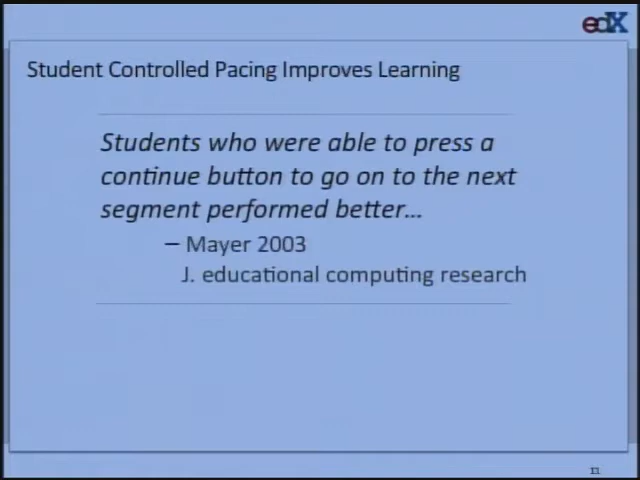 edX
Student Controlled Pacing Improves Learning
Students who were able to press a
continue button to go on to the next
segment performed better…
– Mayer 2003
J. educational computing research
11